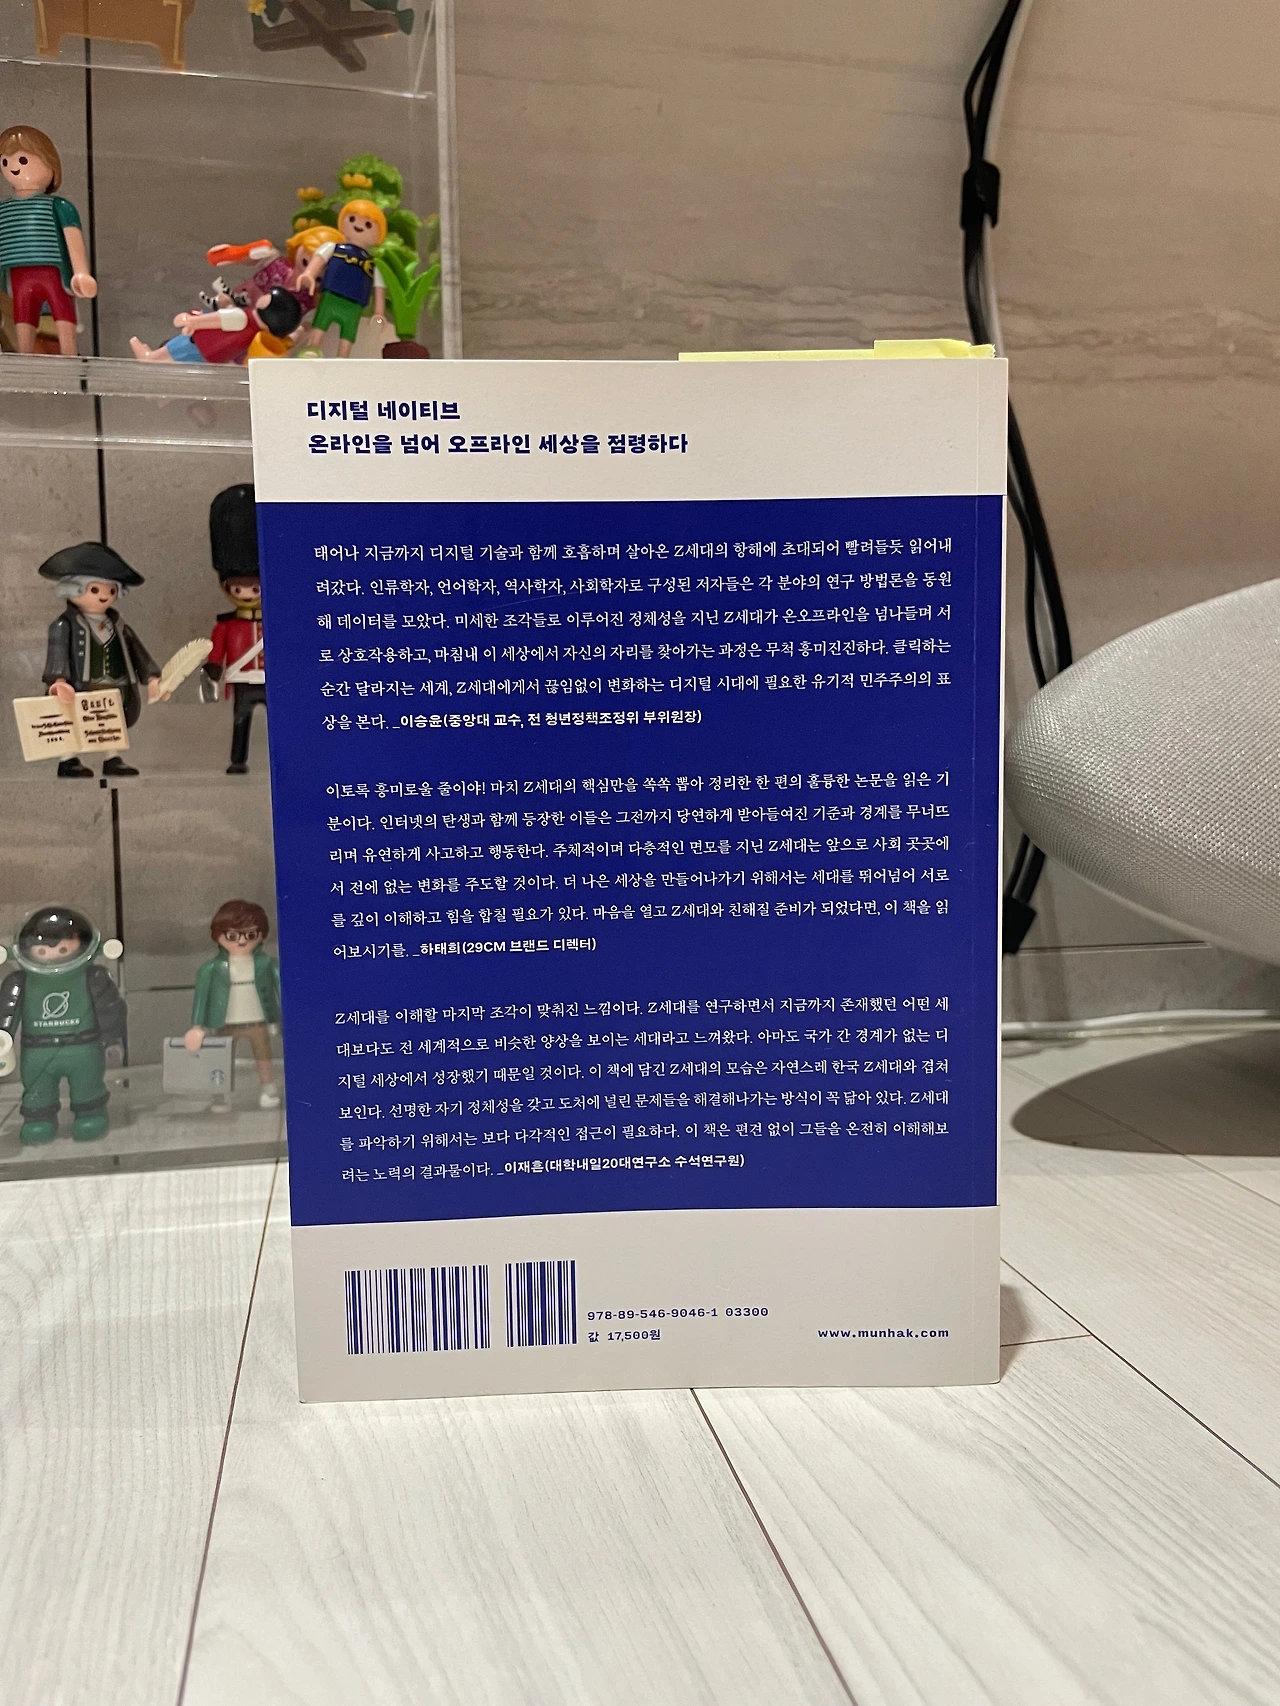 디지털 네이티브
온라인을 넘어 오프라인 세상을 점령하다
태어나 지금까지 디지털 기술과 함께 호흡하며 살아온 Z세대의 항해에 초대되어 빨려들듯 읽어내
려갔다. 인류학자, 언어학자, 역사학자, 사회학자로 구성된 저자들은 각 분야의 연구 방법론을 동원
해 데이터를 모았다. 미세한 조각들로 이루어진 정체성을 지닌 Z세대가 온오프라인을 넘나들며 서
로 상호작용하고, 마침내 이 세상에서 자신의 자리를 찾아가는 과정은 무척 흥미진진하다. 클릭하는
순간 달라지는 세계, Z세대에게서 끊임없이 변화하는 디지털 시대에 필요한 유기적 민주주의의 표
상을 본다. _이승윤(중앙대 교수, 전 청년정책조정위 부위원장)
이토록 흥미로울 줄이야! 마치 Z세대의 핵심만을 쏙쏙 뽑아 정리한 한 편의 훌륭한 논문을 읽은 기
분이다. 인터넷의 탄생과 함께 등장한 이들은 그전까지 당연하게 받아들여진 기준과 경계를 무너뜨
리며 유연하게 사고하고 행동한다. 주체적이며 다층적인 면모를 지닌 Z세대는 앞으로 사회 곳곳에
서 전에 없는 변화를 주도할 것이다. 더 나은 세상을 만들어나가기 위해서는 세대를 뛰어넘어 서로
를 깊이 이해하고 힘을 합칠 필요가 있다. 마음을 열고 Z세대와 친해질 준비가 되었다면, 이 책을 읽
어보시기를. _하태희(29CM 브랜드 디렉터)
Z세대를 이해할 마지막 조각이 맞춰진 느낌이다. Z세대를 연구하면서 지금까지 존재했던 어떤 세
대보다도 전 세계적으로 비슷한 양상을 보이는 세대라고 느껴왔다. 아마도 국가 간 경계가 없는 디
지털 세상에서 성장했기 때문일 것이다. 이 책에 담긴 Z세대의 모습은 자연스레 한국 Z세대와 겹쳐
보인다. 선명한 자기 정체성을 갖고 도처에 널린 문제들을 해결해나가는 방식이 꼭 닮아 있다. Z세대
를 파악하기 위해서는 보다 다각적인 접근이 필요하다. 이 책은 편견 없이 그들을 온전히 이해해보
려는 노력의 결과물이다. _이재흔(대학내일20대연구소 수석연구원)
978-89-546-9046-1 03300
값 17,500원
www.munhak.com
STARBUCKS